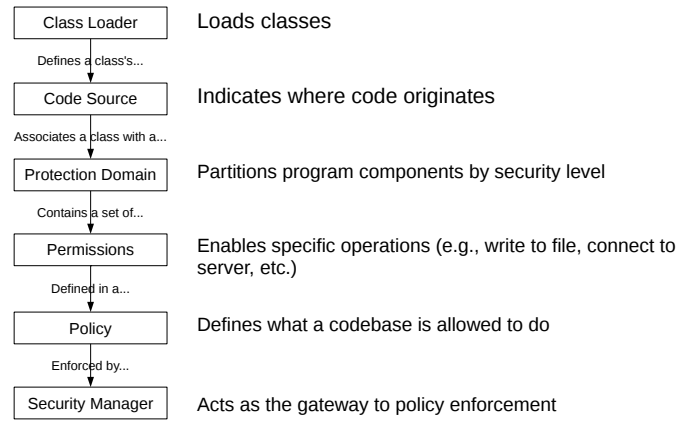 Class Loader
Loads classes
Defines a class's...
Code Source
Indicates where code originates
Associates a class with a...
Protection Domain
Partitions program components by security level
Contains a set of...
Permissions
Enables specific operations (e.g., write to file, connect to
server, etc.)
Defined in a...
Policy
Defines what a codebase is allowed to do
Enforced by...
Security Manager
Acts as the gateway to policy enforcement